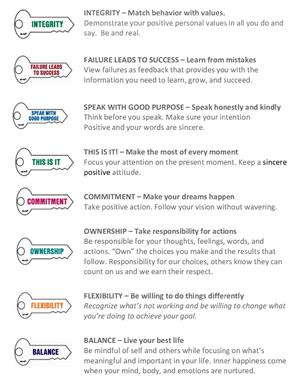 INTEGRITY
INTEGRITY – Match behavior with values.
Demonstrate your positive personal values in all you do and
say.  Be and real.
FAILURE LEADS
TO SUCCESS
FAILURE LEADS TO SUCCESS – Learn from mistakes
View failures as feedback that provides you with the
information you need to learn, grow, and succeed.
SPEAK WITH
GOOD PURPOSE
SPEAK WITH GOOD PURPOSE – Speak honestly and kindly
Think before you speak. Make sure your intention
Positive and your words are sincere.
THIS IS IT
THIS IS IT! – Make the most of every moment
Focus your attention on the present moment. Keep a sincere
positive attitude.
COMMITMENT
COMMITMENT – Make your dreams happen
Take positive action. Follow your vision without wavering.
OWNERSHIP
OWNERSHIP – Take responsibility for actions
Be responsible for your thoughts, feelings, words, and
actions. "Own" the choices you make and the results that
follow. Responsibility for our choices, others know they can
count on us and we earn their respect.
FLEXIBILITY
FLEXIBILITY – Be willing to do things differently
Recognize what's not working and be willing to change what
you're doing to achieve your goal.
BALANCE
BALANCE – Live your best life
Be mindful of self and others while focusing on what's
meaningful and important in your life. Inner happiness come
when your mind, body, and emotions are nurtured.